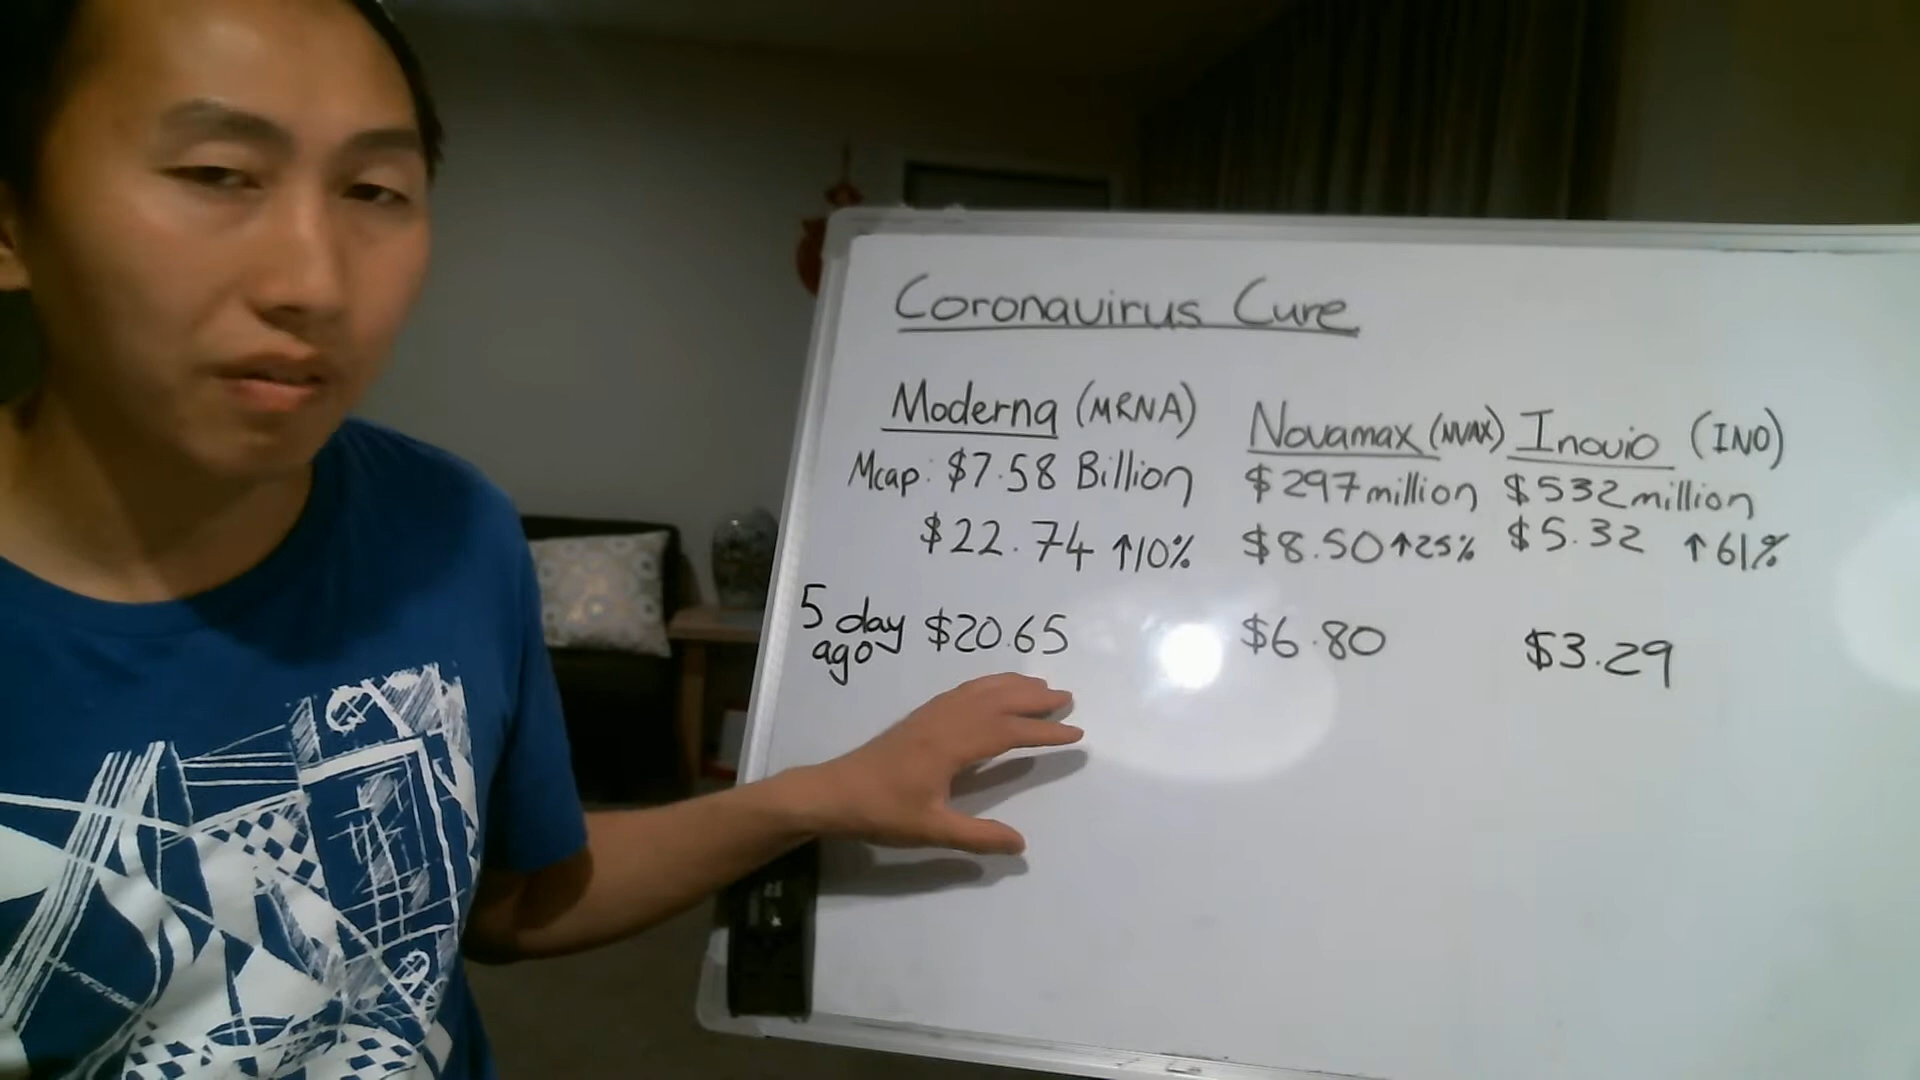 Coronavirus Cure
Moderna (MRNA) Novamax (NVAX) Inovio (INO)
Mcap: $7.58 Billion $297 million $532 million
$22.74 ↑10% $8.50 ↑25% $5.32 ↑61%
5 day ago $20.65 $6.80 $3.29